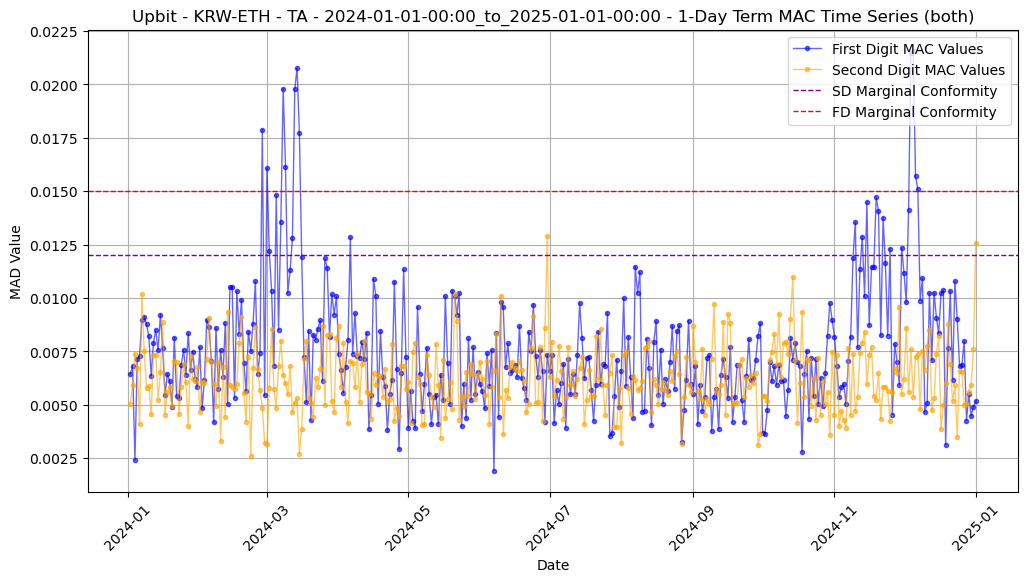 Upbit - KRW-ETH - TA - 2024-01-01-00:00_to_2025-01-01-00:00 - 1-Day Term MAC Time Series (both)
First Digit MAC Values
Second Digit MAC Values
SD Marginal Conformity
FD Marginal Conformity
MAD Value
0.0225
0.0200
0.0175
0.0150
0.0125
0.0100
0.0075
0.0050
0.0025
2024-01
2024-03
2024-05
2024-07
2024-09
2024-11
2025-01
Date